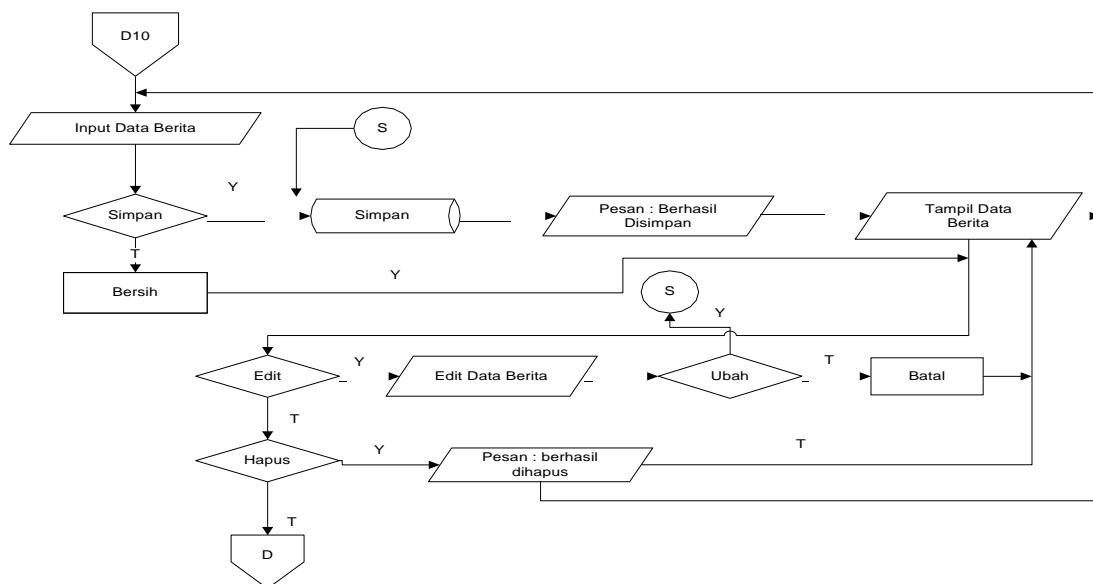 D10
Input Data Berita
S
Y
Simpan
Simpan
Pesan : Berhasil
Disimpan
Tampil Data
Berita
T
Y
Bersih
S
Y
Edit
Y
Edit Data Berita
Ubah
T
Batal
T
Hapus
Y
Pesan : berhasil
dihapus
T
T
D